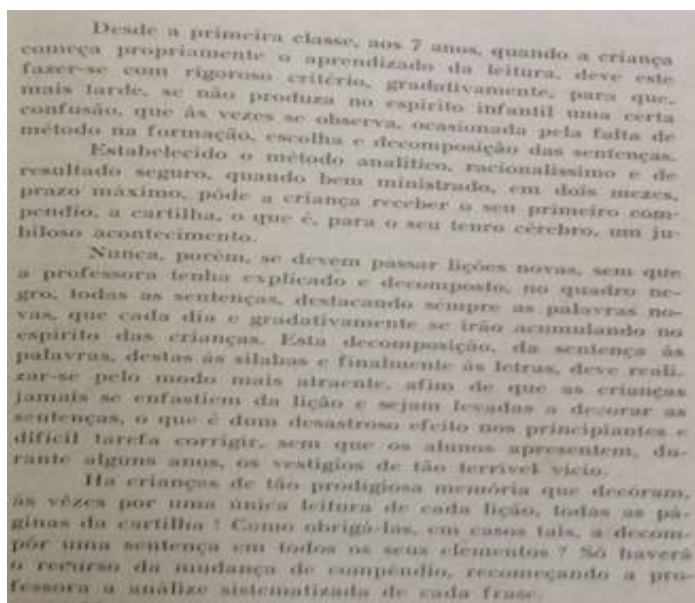 Desde a primeira classe, aos 7 anos, quando a criança
começa propriamente o aprendizado da leitura, deve este
fazer-se com rigoroso critério, gradativamente, para que,
mais tarde, se não produza no espirito infantil uma certa
confusão, que ás vezes se observa, ocasionada pela falta de
método na formação, escolha e decomposição das sentenças.
Estabelecido o método analitico, racionalissimo e de
resultado seguro, quando bem ministrado, em dois mezes,
prazo máximo, póde a criança receber o seu primeiro com-
pendio, a cartilha, o que é, para o seu tenro cérebro, um ju-
biloso acontecimento.
Nunca, porém, se devem passar lições novas, sem que
a professora tenha explicado e decomposto, no quadro ne-
gro, todas as sentenças, destacando sempre as palavras no-
vas, que cada dia e gradativamente se irão acumulando no
espirito das crianças. Esta decomposição, da sentença ás
palavras, destas ás silabas e finalmente ás letras, deve reali-
zar-se pelo modo mais atraente, afim de que as crianças
jamais se enfastiem da lição e sejam levadas a decorar as
sentenças, o que é dum desastroso efeito nos principiantes e
dificil tarefa corrigir, sem que os alunos apresentem, du-
rante alguns anos, os vestigios de tão terrivel vicio.
Ha crianças de tão prodigiosa memória que decóram,
ás vêzes por uma única leitura de cada lição, todas as pá-
ginas da cartilha ! Como obrigá-las, em casos tais, a decom-
pôr uma sentença em todos os seus elementos ? Só haverá
o recurso da mudança de compêndio, recomeçando a pro-
fessora a análize sistematizada de cada frase.